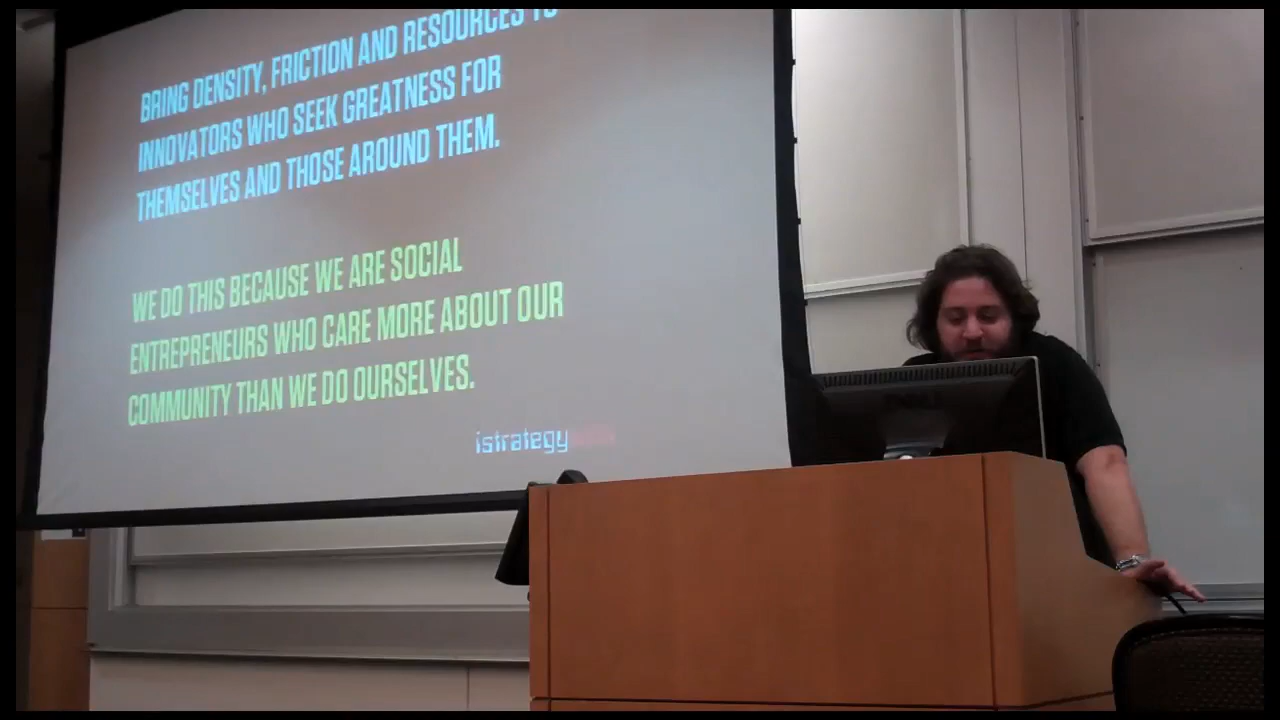 BRING DENSITY, FRICTION AND RESOURCES TO
INNOVATORS WHO SEEK GREATNESS FOR
THEMSELVES AND THOSE AROUND THEM.
WE DO THIS BECAUSE WE ARE SOCIAL
ENTREPRENEURS WHO CARE MORE ABOUT OUR
COMMUNITY THAN WE DO OURSELVES.
istrategy
DELL